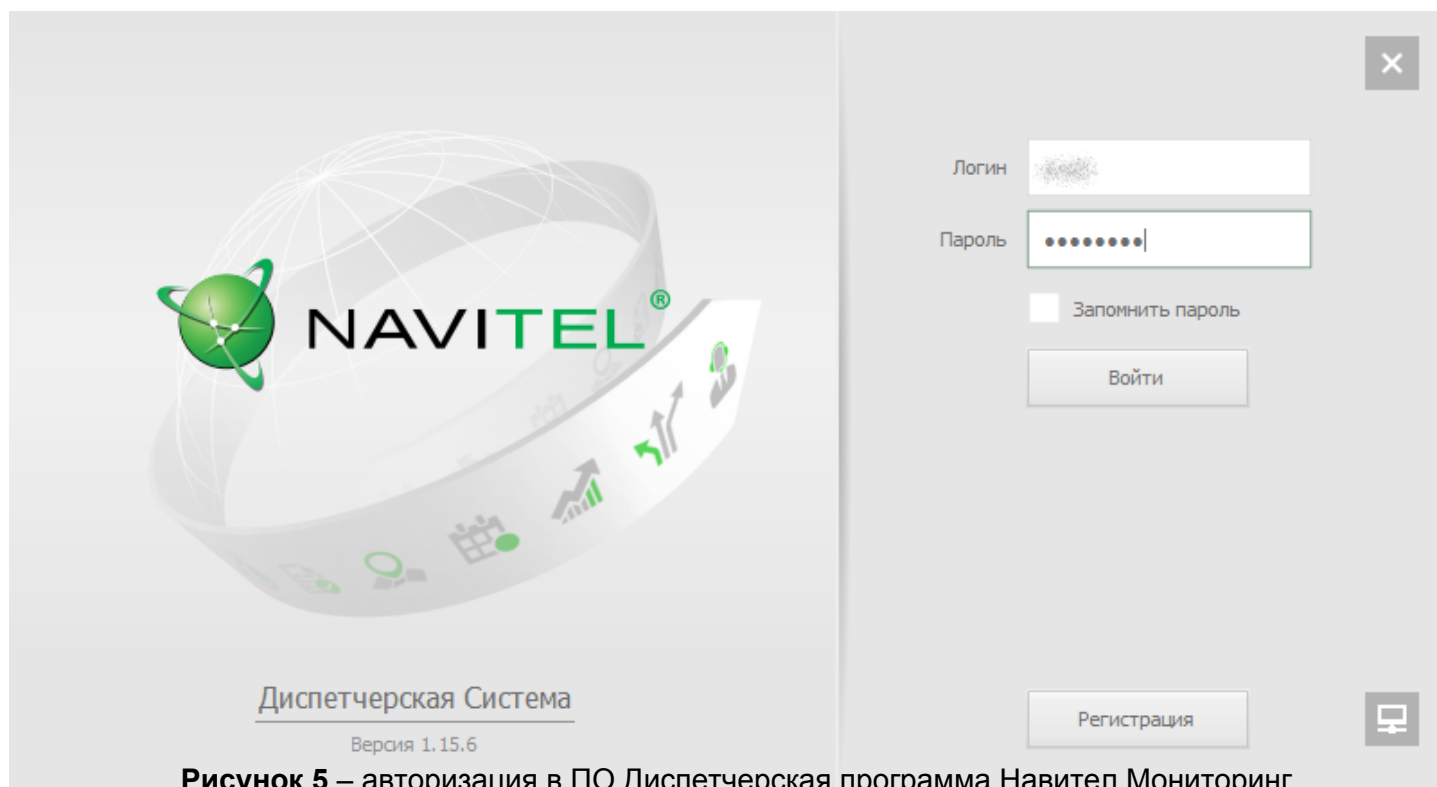 Логин
Пароль ••••••••
Запомнить пароль
Войти
NAVITEL®
Диспетчерская Система
Версия 1.15.6
Регистрация
Рисунок 5 – авторизация в ПО Диспетчерская программа Навител Мониторинг